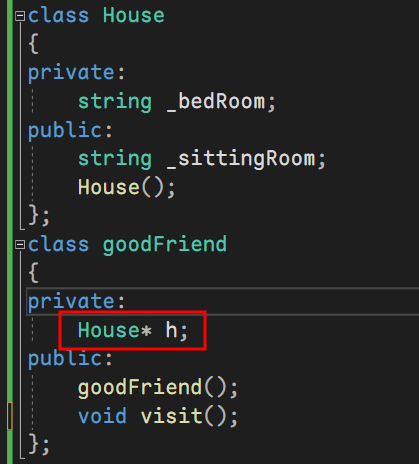 class House
{
private:
    string _bedRoom;
public:
    string _sittingRoom;
    House();
};
class goodFriend
{
private:
    House* h;
public:
    goodFriend();
    void visit();
};